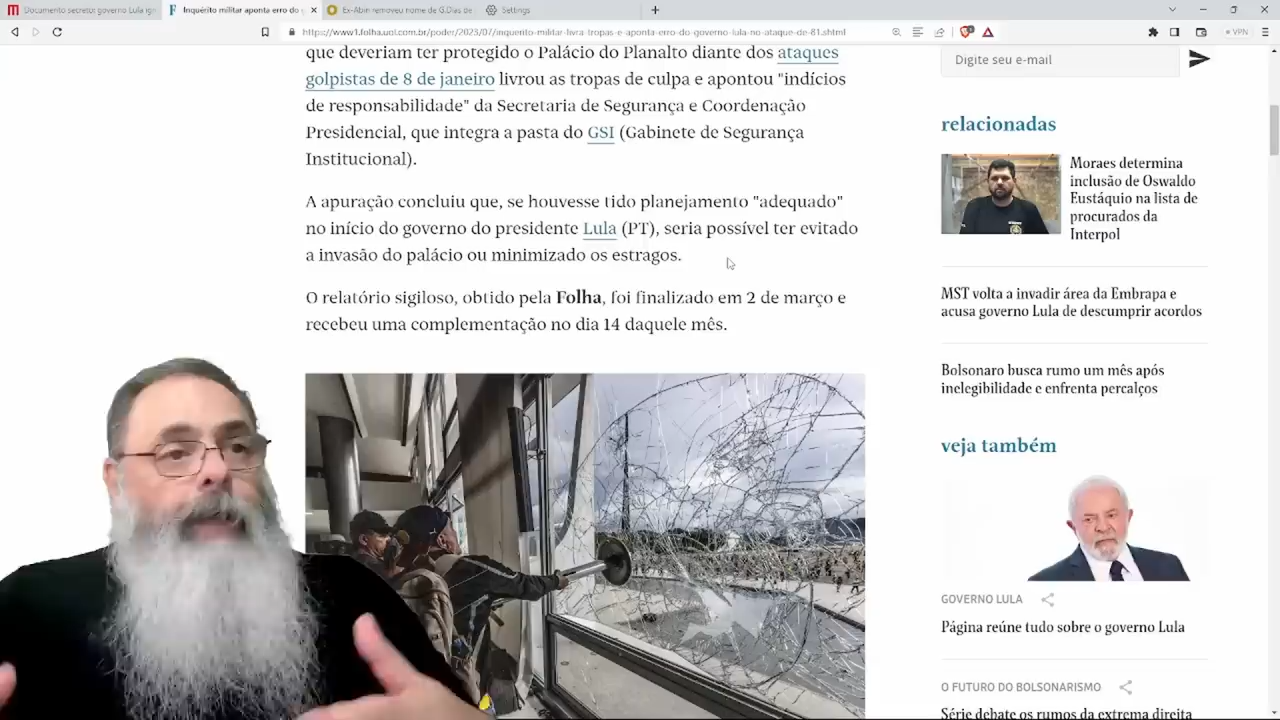 Documento secreto: governo Lula ign
Inquérito militar aponta erro do g
Ex-Abin removeu nome de G.Dias de
Settings
https://www1.folha.uol.com.br/poder/2023/07/inquerito-militar-livra-tropas-e-aponta-erro-do-governo-lula-no-ataque-de-81.shtml
VPN
que deveriam ter protegido o Palácio do Planalto diante dos ataques
golpistas de 8 de janeiro livrou as tropas de culpa e apontou "indícios
de responsabilidade" da Secretaria de Segurança e Coordenação
Presidencial, que integra a pasta do GSI (Gabinete de Segurança
Institucional).
A apuração concluiu que, se houvesse tido planejamento "adequado"
no início do governo do presidente Lula (PT), seria possível ter evitado
a invasão do palácio ou minimizado os estragos.
O relatório sigiloso, obtido pela Folha, foi finalizado em 2 de março e
recebeu uma complementação no dia 14 daquele mês.
Digite seu e-mail
relacionadas
Moraes determina
inclusão de Oswaldo
Eustáquio na lista de
procurados da
Interpol
MST volta a invadir área da Embrapa e
acusa governo Lula de descumprir acordos
Bolsonaro busca rumo um mês após
inelegibilidade e enfrenta percalços
veja também
GOVERNO LULA
Página reúne tudo sobre o governo Lula
O FUTURO DO BOLSONARISMO
Série debate os rumos da extrema direita